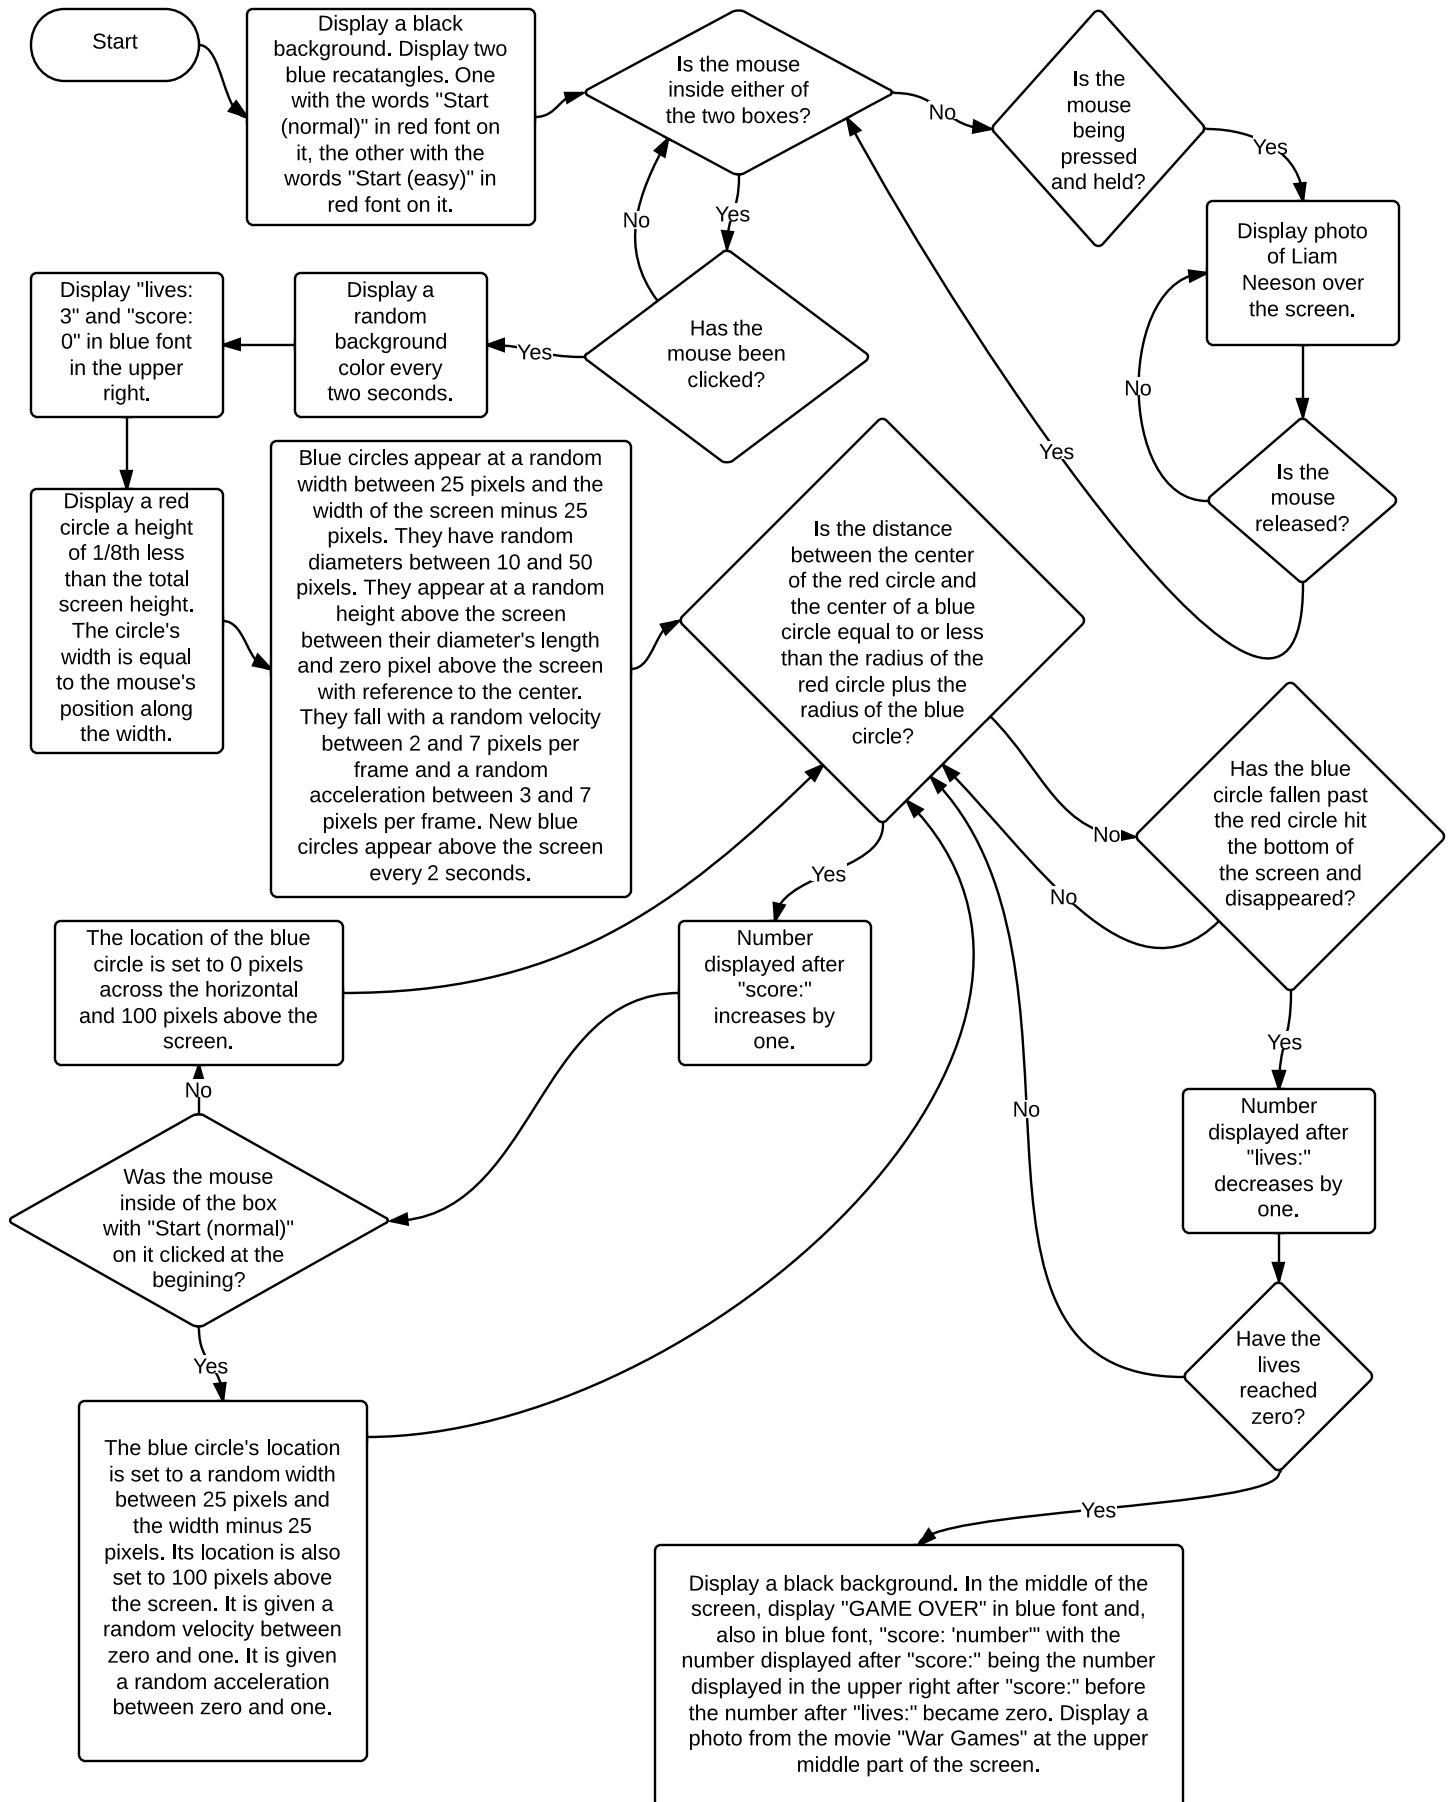 Start
Display a black
background. Display two
blue recatangles. One
with the words "Start
(normal)" in red font on
it, the other with the
words "Start (easy)" in
red font on it.
Is the mouse
inside either of
the two boxes?
No
Is the
mouse
being
pressed
and held?
Yes
Display photo
of Liam
Neeson over
the screen.
No
Is the
mouse
released?
Yes
No
Yes
Has the
mouse been
clicked?
Yes
Display a
random
background
color every
two seconds.
Display "lives:
3" and "score:
0" in blue font
in the upper
right.
Display a red
circle a height
of 1/8th less
than the total
screen height.
The circle's
width is equal
to the mouse's
position along
the width.
Blue circles appear at a random
width between 25 pixels and the
width of the screen minus 25
pixels. They have random
diameters between 10 and 50
pixels. They appear at a random
height above the screen
between their diameter's length
and zero pixel above the screen
with reference to the center.
They fall with a random velocity
between 2 and 7 pixels per
frame and a random
acceleration between 3 and 7
pixels per frame. New blue
circles appear above the screen
every 2 seconds.
Is the distance
between the center
of the red circle and
the center of a blue
circle equal to or less
than the radius of the
red circle plus the
radius of the blue
circle?
No
Has the blue
circle fallen past
the red circle hit
the bottom of
the screen and
disappeared?
No
Yes
Number
displayed after
"score:"
increases by
one.
The location of the blue
circle is set to 0 pixels
across the horizontal
and 100 pixels above the
screen.
No
Was the mouse
inside of the box
with "Start (normal)"
on it clicked at the
begining?
Yes
The blue circle's location
is set to a random width
between 25 pixels and
the width minus 25
pixels. Its location is also
set to 100 pixels above
the screen. It is given a
random velocity between
zero and one. It is given
a random acceleration
between zero and one.
Yes
Number
displayed after
"lives:"
decreases by
one.
No
Have the
lives
reached
zero?
Yes
Display a black background. In the middle of the
screen, display "GAME OVER" in blue font and,
also in blue font, "score: 'number'" with the
number displayed after "score:" being the number
displayed in the upper right after "score:" before
the number after "lives:" became zero. Display a
photo from the movie "War Games" at the upper
middle part of the screen.